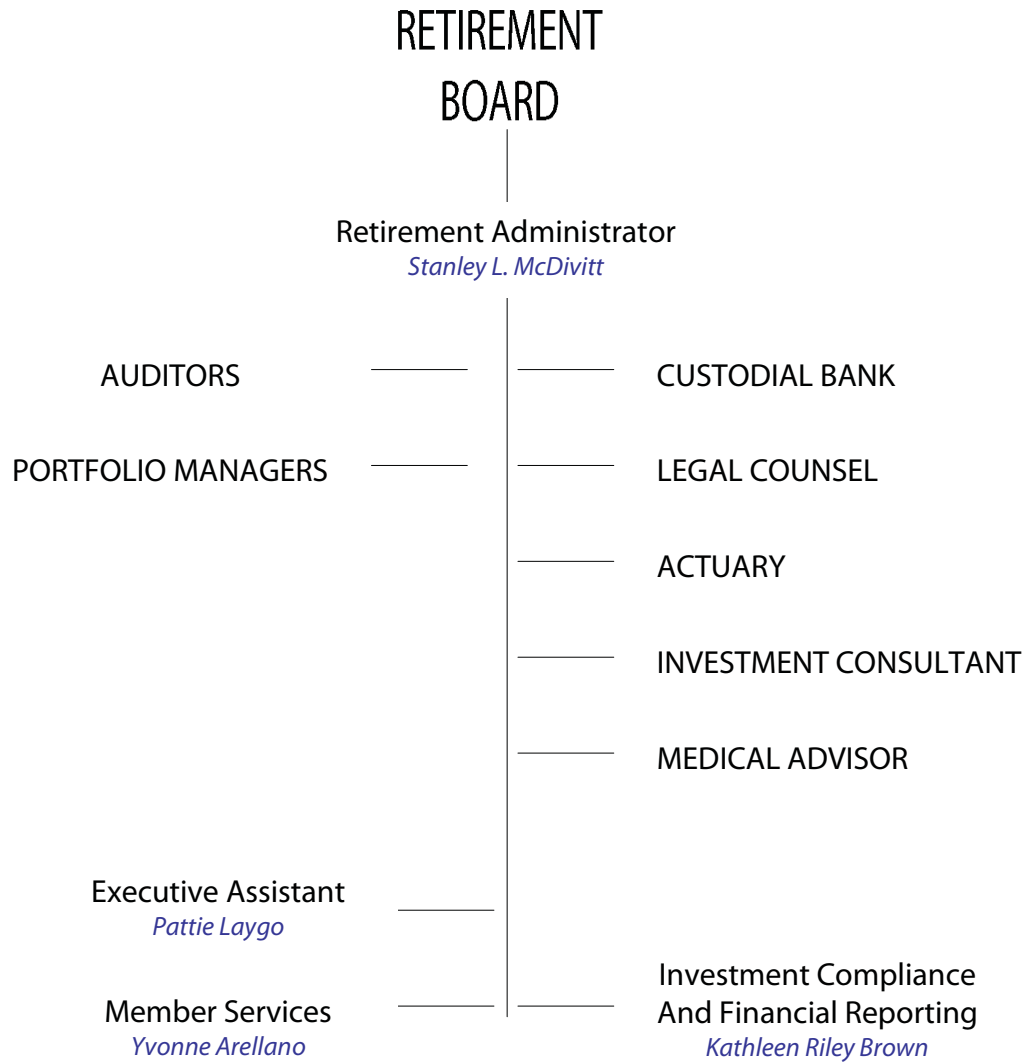 RETIREMENT
BOARD
Retirement Administrator
Stanley L. McDivitt
AUDITORS
CUSTODIAL BANK
PORTFOLIO MANAGERS
LEGAL COUNSEL
ACTUARY
INVESTMENT CONSULTANT
MEDICAL ADVISOR
Executive Assistant
Pattie Laygo
Member Services
Yvonne Arellano
Investment Compliance
And Financial Reporting
Kathleen Riley Brown